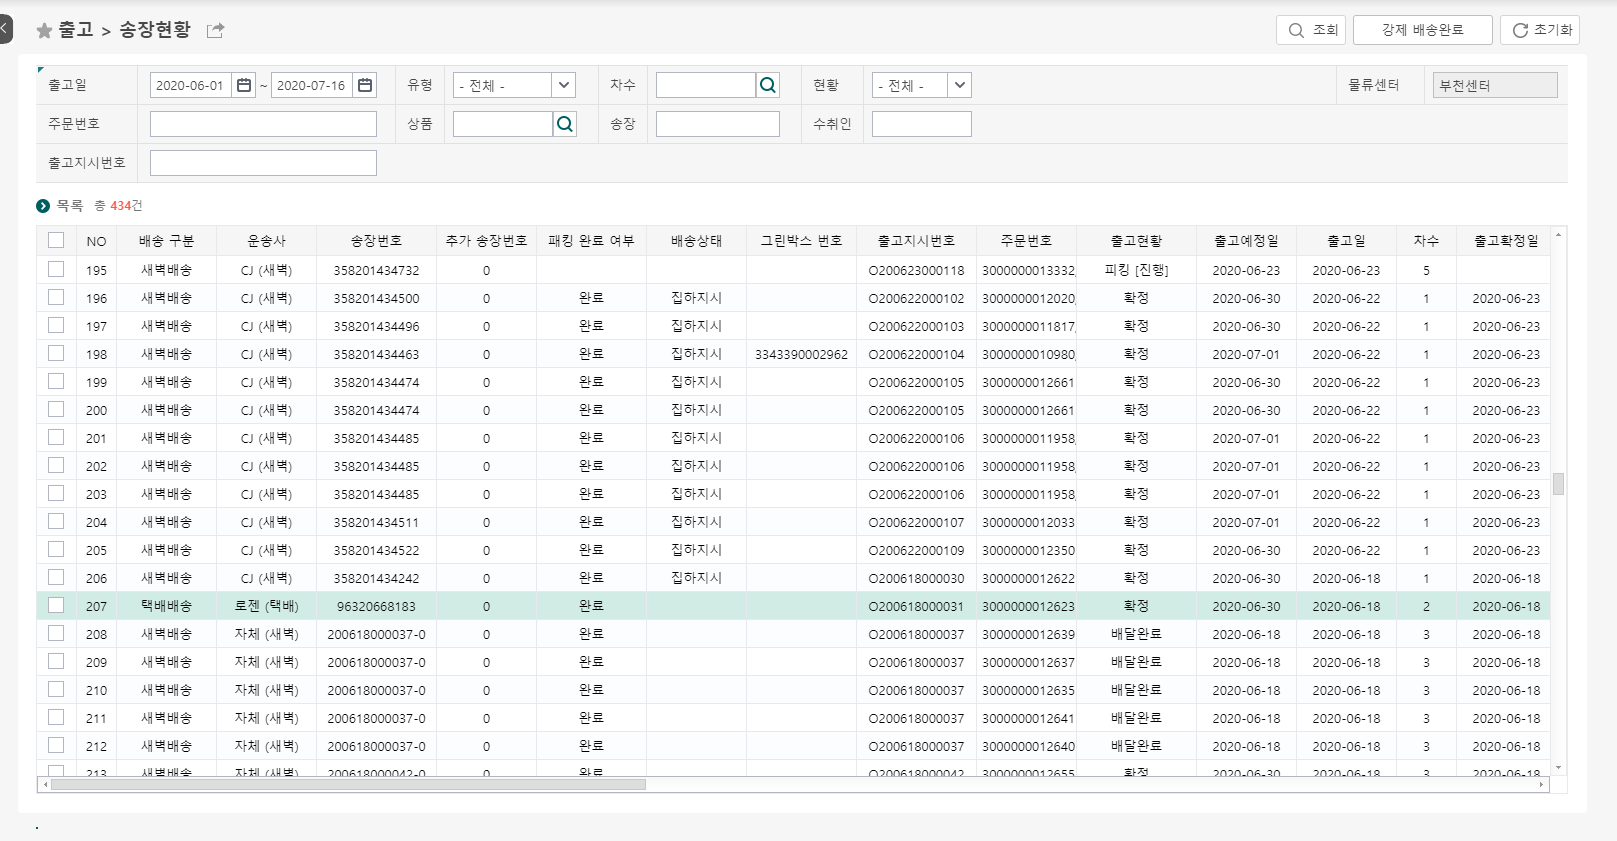 출고 > 송장현황
조회 강제 배송완료 초기화
출고일 2020-06-01 ~ 2020-07-16 유형 - 전체 - 차수 현황 - 전체 - 물류센터 부천센터
주문번호 상품 송장 수취인
출고지시번호
목록 총 434건
NO 배송 구분 운송사 송장번호 추가 송장번호 패킹 완료 여부 배송상태 그린박스 번호 출고지시번호 주문번호 출고현황 출고예정일 출고일 차수 출고확정일
195 새벽배송 CJ (새벽) 358201434732 0 O200623000118 3000000013332, 피킹 [진행] 2020-06-23 2020-06-23 5
196 새벽배송 CJ (새벽) 358201434500 0 완료 집하지시 O200622000102 3000000012020, 확정 2020-06-30 2020-06-22 1 2020-06-23
197 새벽배송 CJ (새벽) 358201434496 0 완료 집하지시 O200622000103 3000000011817, 확정 2020-06-30 2020-06-22 1 2020-06-23
198 새벽배송 CJ (새벽) 358201434463 0 완료 집하지시 3343390002962 O200622000104 3000000010980, 확정 2020-07-01 2020-06-22 1 2020-06-23
199 새벽배송 CJ (새벽) 358201434474 0 완료 집하지시 O200622000105 3000000012661 확정 2020-06-30 2020-06-22 1 2020-06-23
200 새벽배송 CJ (새벽) 358201434474 0 완료 집하지시 O200622000105 3000000012661 확정 2020-06-30 2020-06-22 1 2020-06-23
201 새벽배송 CJ (새벽) 358201434485 0 완료 집하지시 O200622000106 3000000011958, 확정 2020-07-01 2020-06-22 1 2020-06-23
202 새벽배송 CJ (새벽) 358201434485 0 완료 집하지시 O200622000106 3000000011958, 확정 2020-07-01 2020-06-22 1 2020-06-23
203 새벽배송 CJ (새벽) 358201434485 0 완료 집하지시 O200622000106 3000000011958, 확정 2020-07-01 2020-06-22 1 2020-06-23
204 새벽배송 CJ (새벽) 358201434511 0 완료 집하지시 O200622000107 3000000012033 확정 2020-07-01 2020-06-22 1 2020-06-23
205 새벽배송 CJ (새벽) 358201434522 0 완료 집하지시 O200622000109 3000000012350 확정 2020-06-30 2020-06-22 1 2020-06-23
206 새벽배송 CJ (새벽) 358201434242 0 완료 집하지시 O200618000030 3000000012622 확정 2020-06-30 2020-06-18 1 2020-06-18
207 택배배송 로젠 (택배) 96320668183 0 완료 O200618000031 3000000012623 확정 2020-06-30 2020-06-18 2 2020-06-18
208 새벽배송 자체 (새벽) 200618000037-0 0 완료 O200618000037 3000000012639 배달완료 2020-06-18 2020-06-18 3 2020-06-18
209 새벽배송 자체 (새벽) 200618000037-0 0 완료 O200618000037 3000000012637 배달완료 2020-06-18 2020-06-18 3 2020-06-18
210 새벽배송 자체 (새벽) 200618000037-0 0 완료 O200618000037 3000000012635 배달완료 2020-06-18 2020-06-18 3 2020-06-18
211 새벽배송 자체 (새벽) 200618000037-0 0 완료 O200618000037 3000000012641 배달완료 2020-06-18 2020-06-18 3 2020-06-18
212 새벽배송 자체 (새벽) 200618000037-0 0 완료 O200618000037 3000000012640 배달완료 2020-06-18 2020-06-18 3 2020-06-18
213 새벽배송 자체 (새벽) 200618000042-0 0 완료 O200618000042 3000000012655 확정 2020-06-30 2020-06-18 3 2020-06-18